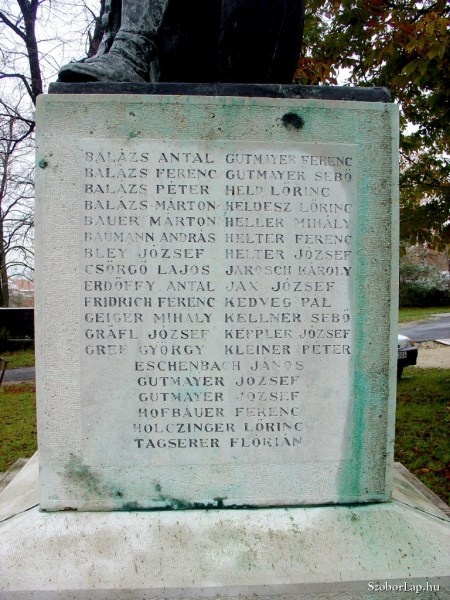 BALÁZS ANTAL GUTMAYER FERENC
BALÁZS FERENC GUTMAYER SEBŐ
BALÁZS PÉTER HELD LŐRINC
BALÁZS MÁRTON HELDESZ LŐRINC
BAUER MÁRTON HELLER MIHÁLY
BAUMANN ANDRÁS HELTER FERENC
BLEY JÓZSEF HELTER JÓZSEF
CSÖRGŐ LAJOS JAROSCH KÁROLY
ERDŐFFY ANTAL JAX JÓZSEF
FRIDRICH FERENC KEDVEG PÁL
GEIGER MIHÁLY KELLNER SEBŐ
GRÄFL JÓZSEF KEPPLER JÓZSEF
GREF GYÖRGY KLEINER PÉTER
ESCHENBACH JÁNOS
GUTMAYER JÓZSEF
GUTMAYER JÓZSEF
HOFBAUER FERENC
HOLCZINGER LŐRINC
TAGSERER FLÓRIÁN
SzoborLap.hu